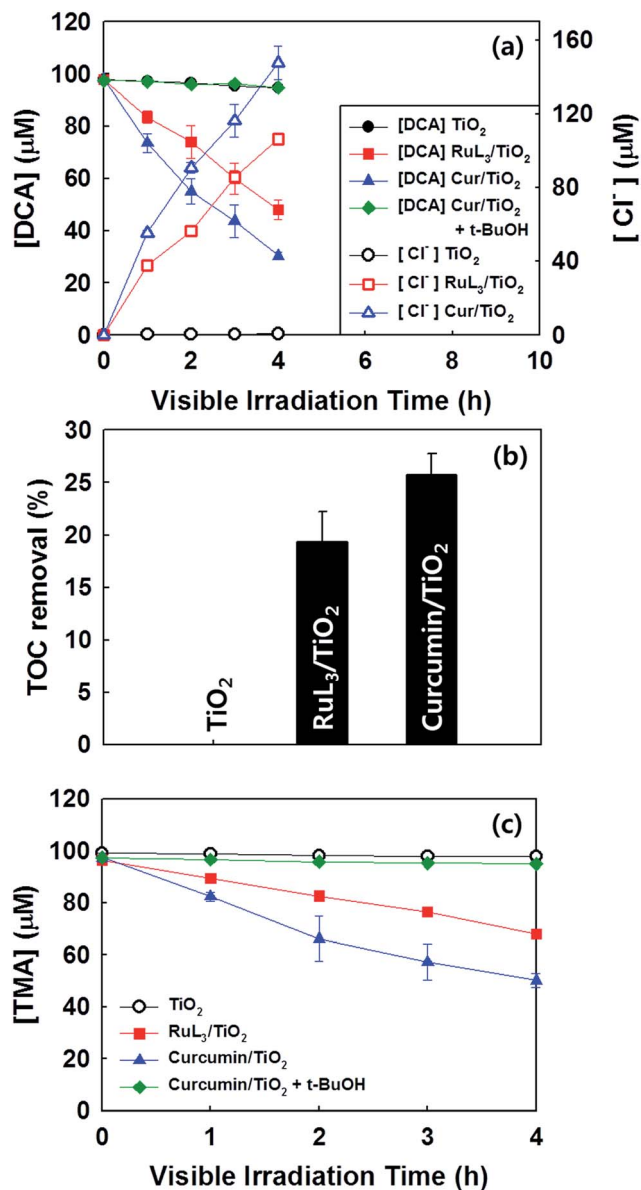 (a)
120
100
80
60
40
20
0
[DCA] (µM)
160
120
80
40
0
[ Cl⁻ ] (µM)
[DCA] TiO₂
[DCA] RuL₃/TiO₂
[DCA] Cur/TiO₂
[DCA] Cur/TiO₂
+ t-BuOH
[ Cl⁻ ] TiO₂
[ Cl⁻ ] RuL₃/TiO₂
[ Cl⁻ ] Cur/TiO₂
0 2 4 6 8 10
Visible Irradiation Time (h)
(b)
30
25
20
15
10
5
0
TOC removal (%)
TiO₂
RuL₃/TiO₂
Curcumin/TiO₂
(c)
120
100
80
60
40
20
0
[TMA] (µM)
TiO₂
RuL₃/TiO₂
Curcumin/TiO₂
Curcumin/TiO₂ + t-BuOH
0 1 2 3 4
Visible Irradiation Time (h)